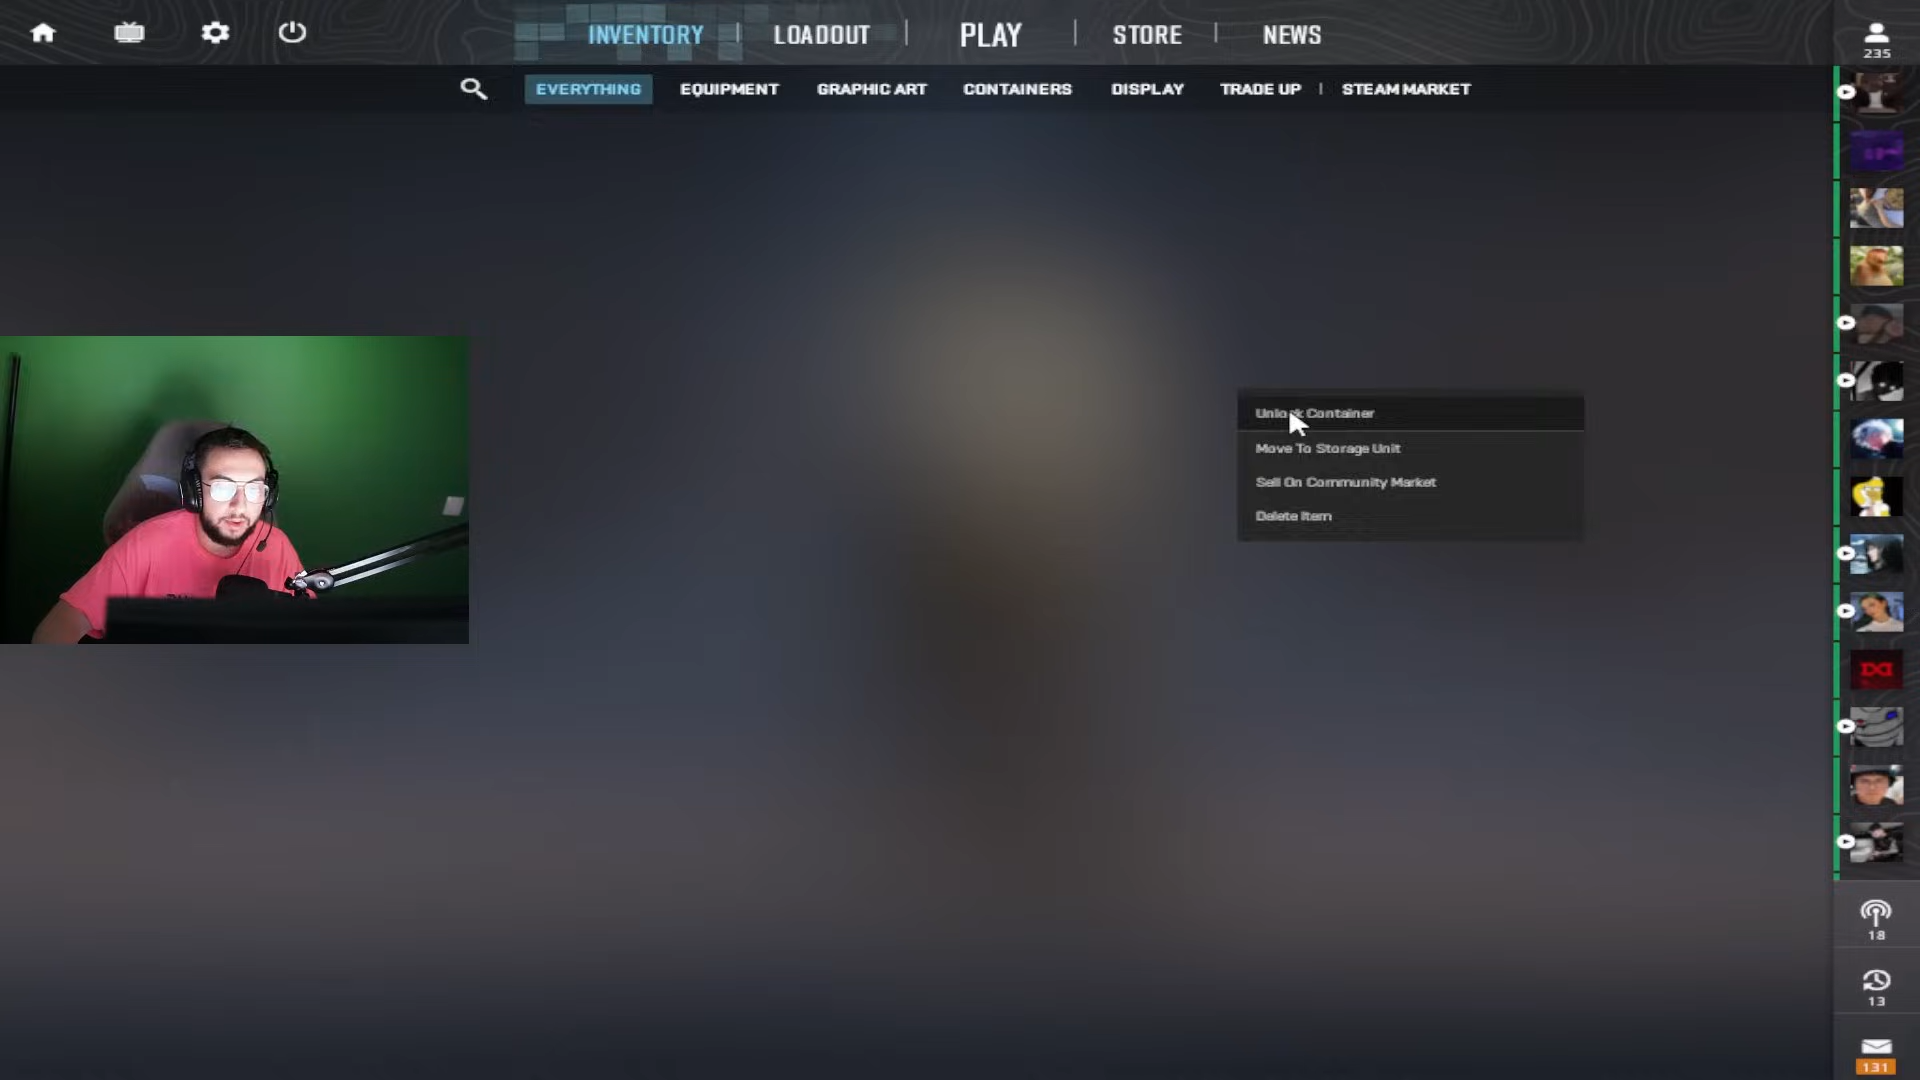 INVENTORY
LOADOUT
PLAY
STORE
NEWS
235
EVERYTHING
EQUIPMENT
GRAPHIC ART
CONTAINERS
DISPLAY
TRADE UP
STEAM MARKET
Unlock Container
Move To Storage Unit
Sell On Community Market
Delete Item
18
13
131